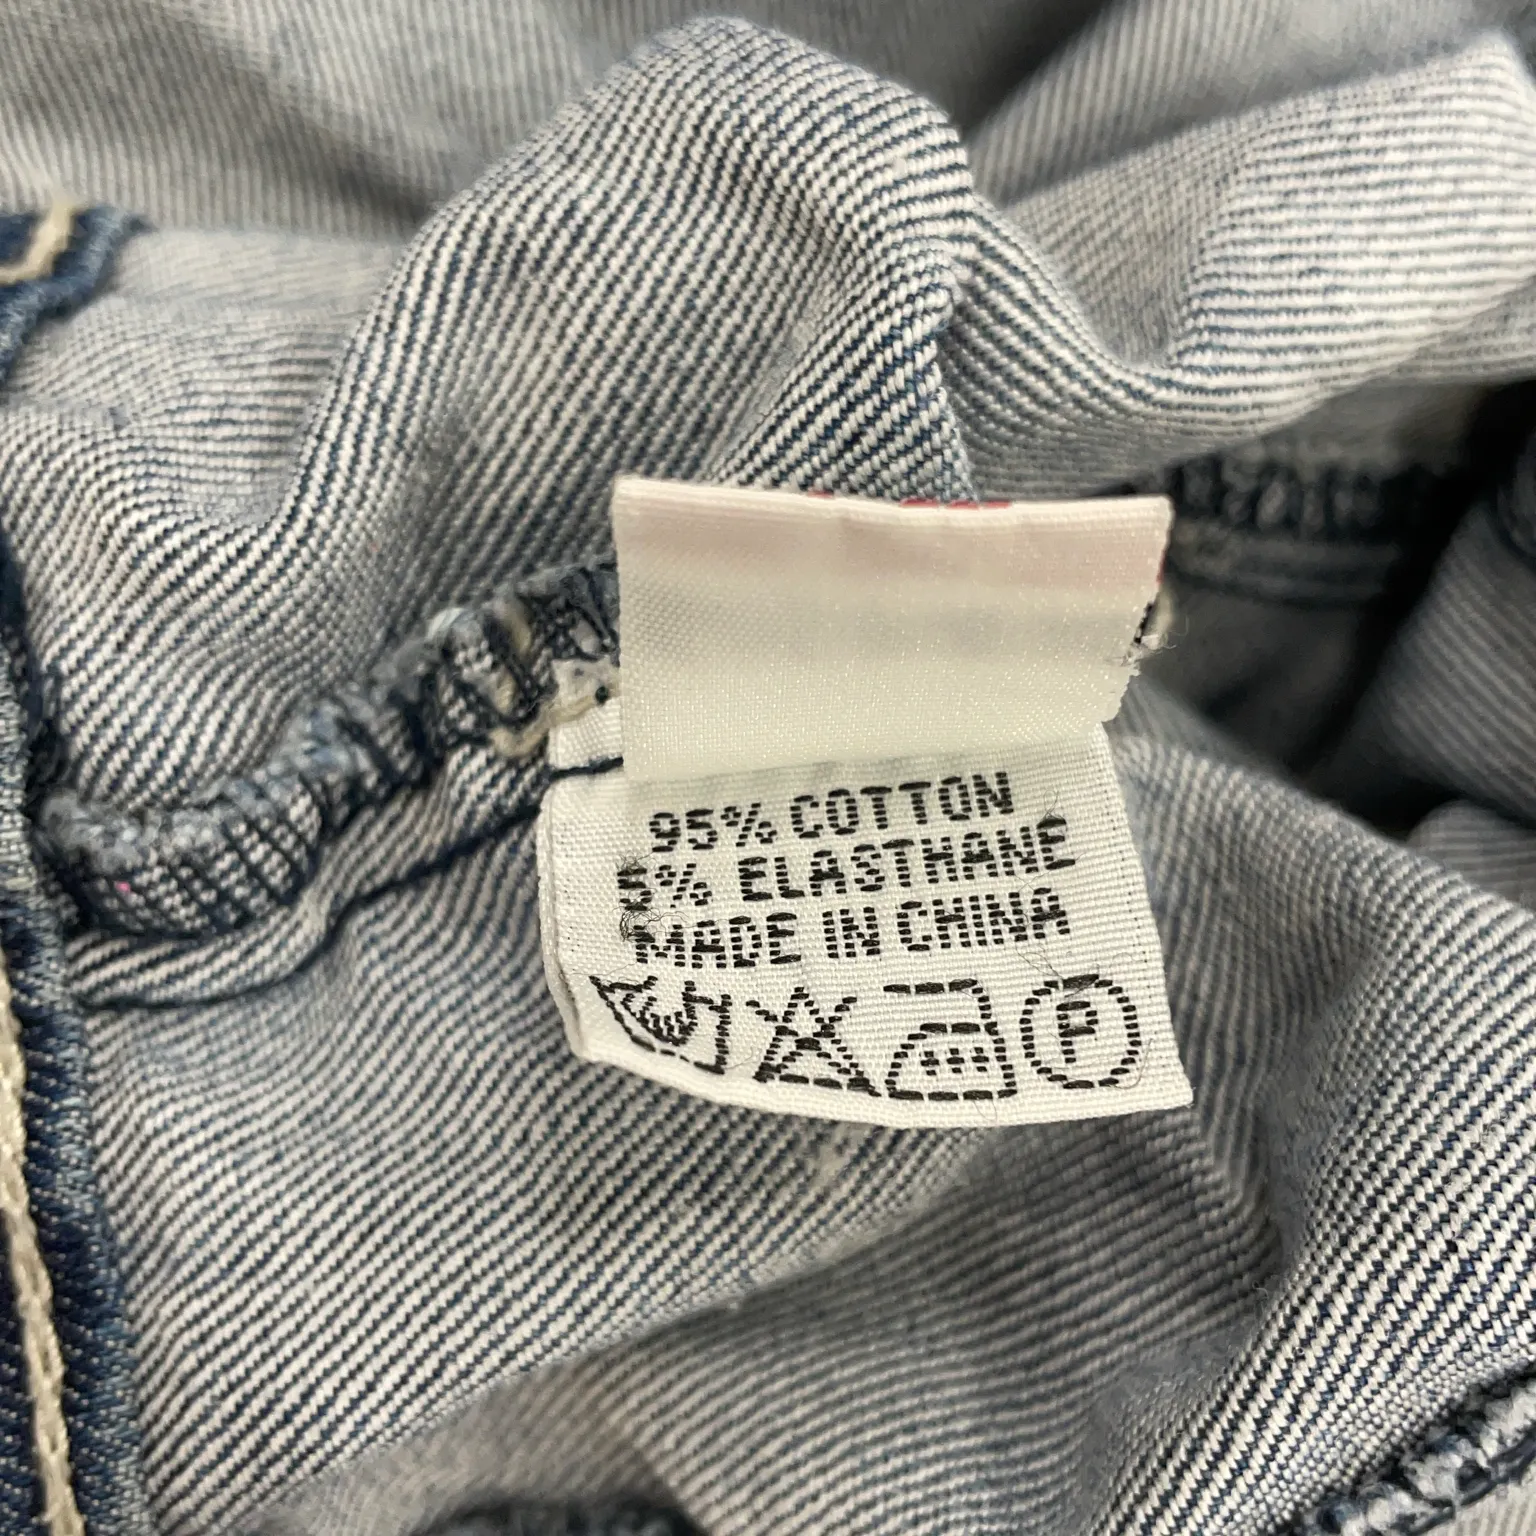 95% COTTON
5% ELASTHANE
MADE IN CHINA
P